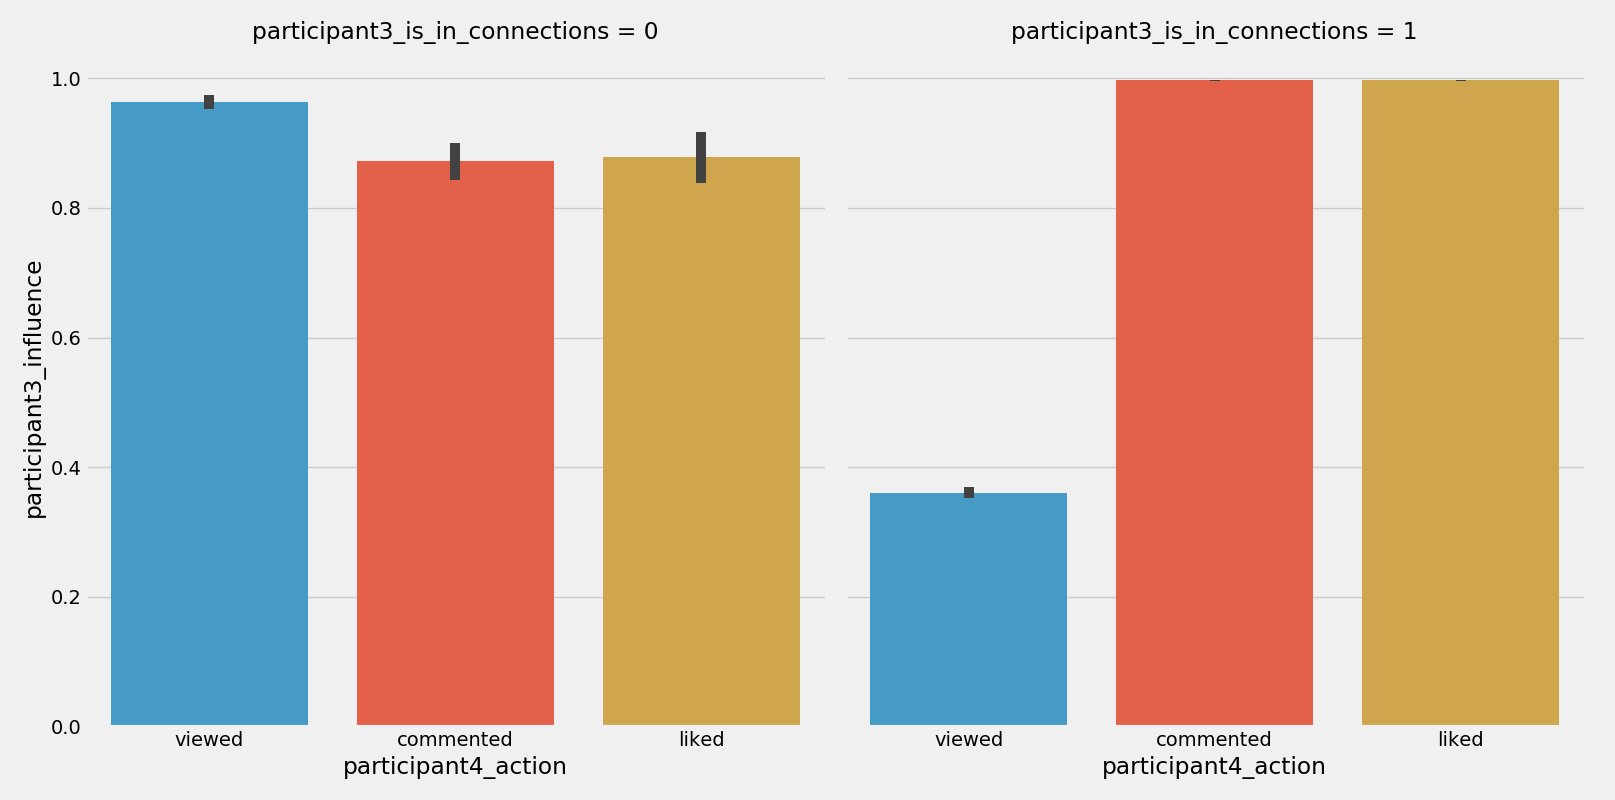 participant3_is_in_connections = 0
participant3_is_in_connections = 1
participant3_influence
1.0
0.8
0.6
0.4
0.2
0.0
viewed
commented
liked
viewed
commented
liked
participant4_action
participant4_action